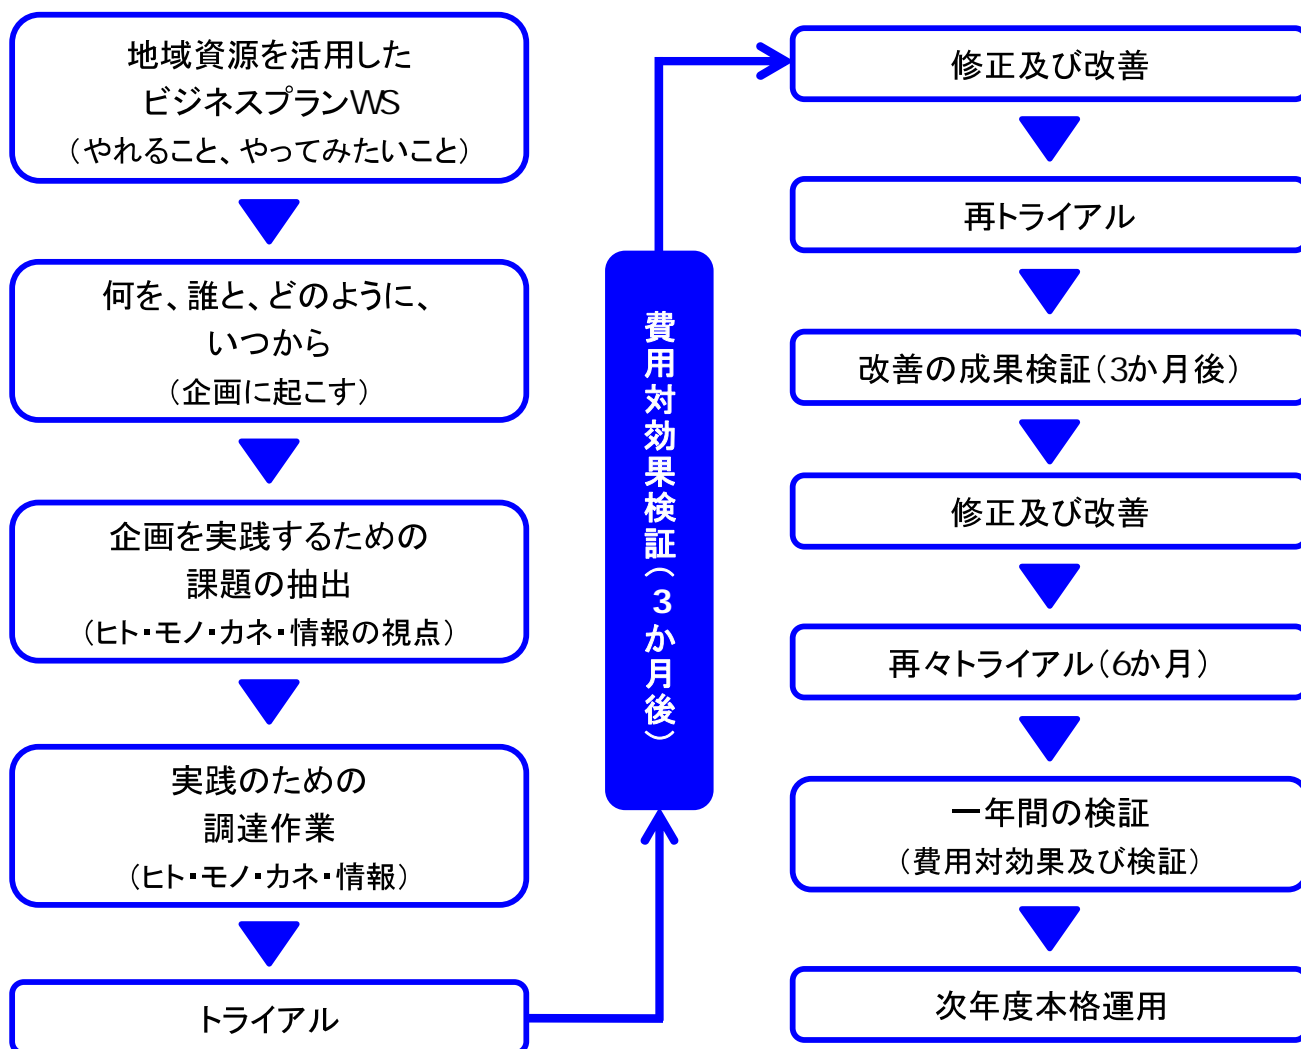 地域資源を活用した
ビジネスプランWS
（やれること、やってみたいこと）
何を、誰と、どのように、
いつから
（企画に起こす）
企画を実践するための
課題の抽出
（ヒト・モノ・カネ・情報の視点）
実践のための
調達作業
（ヒト・モノ・カネ・情報）
トライアル
費用対効果検証（3か月後）
修正及び改善
再トライアル
改善の成果検証（3か月後）
修正及び改善
再々トライアル（6か月）
一年間の検証
（費用対効果及び検証）
次年度本格運用